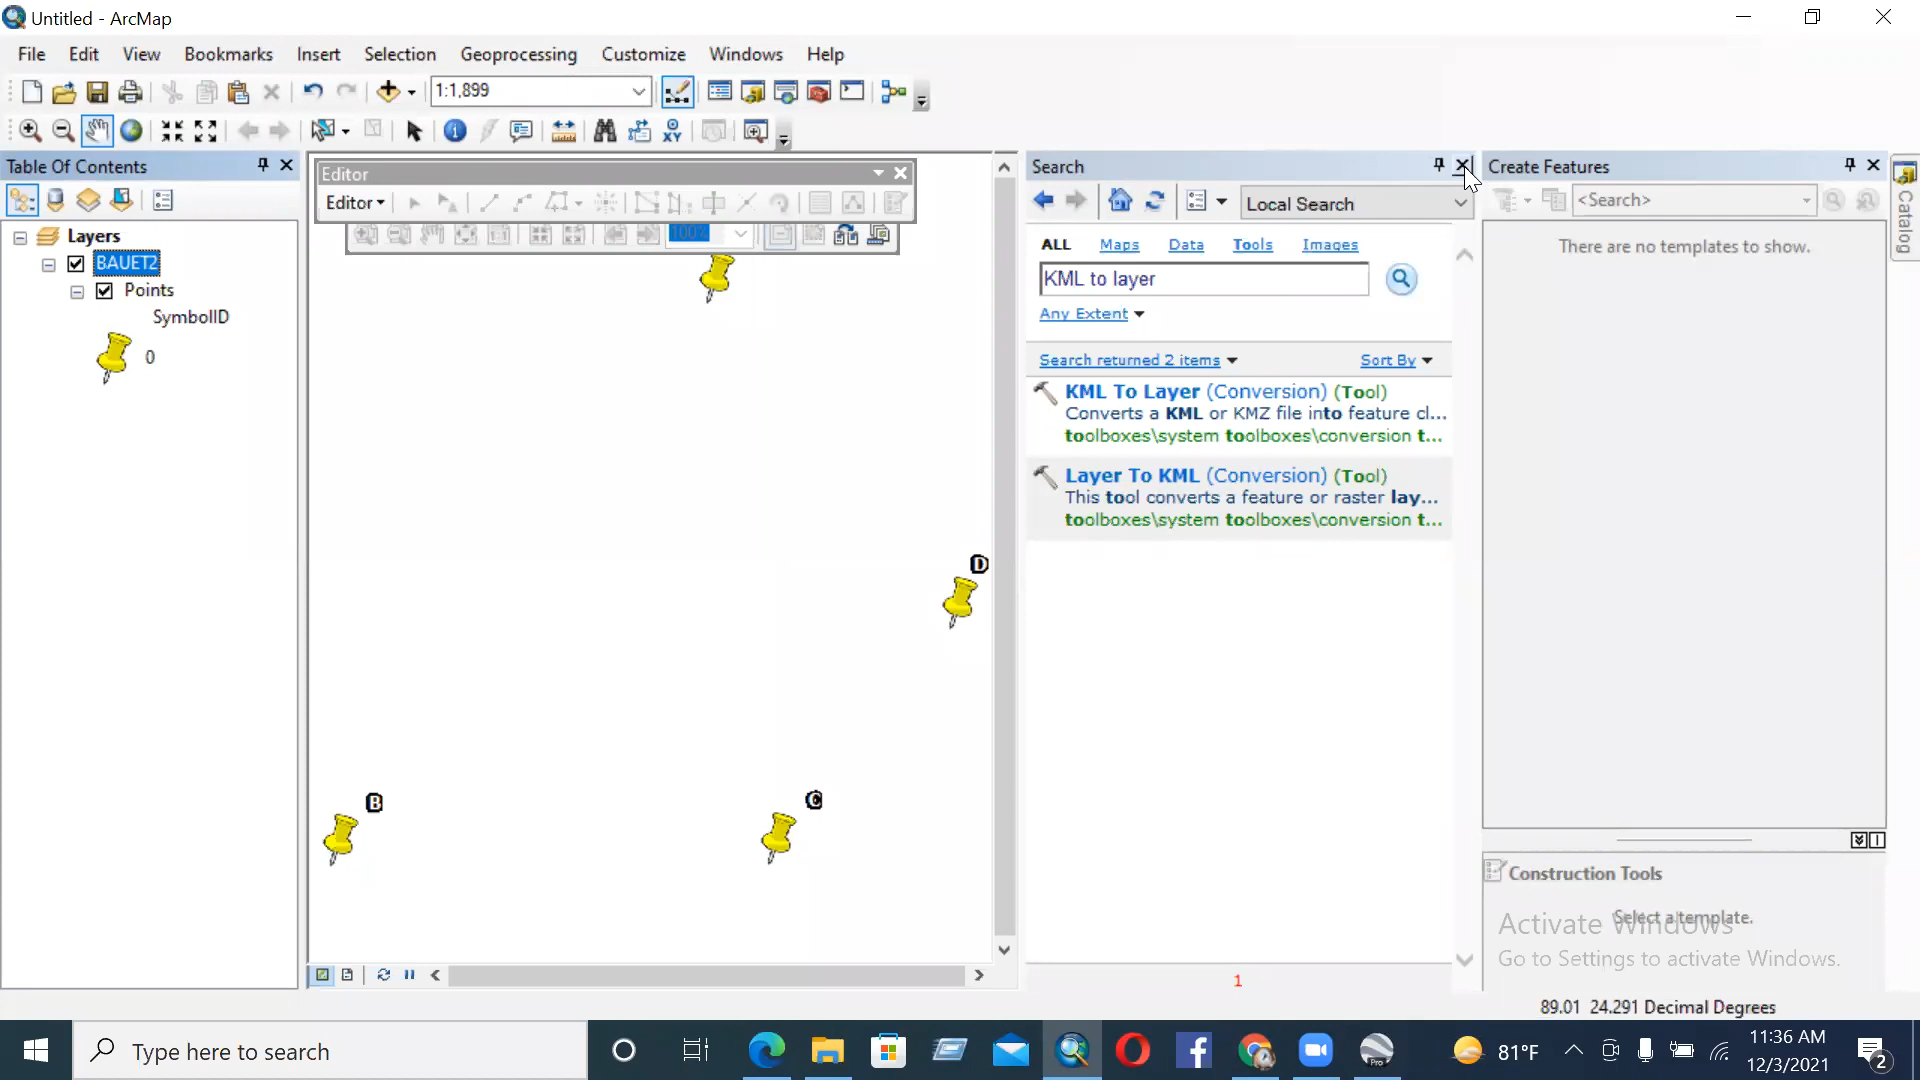 Untitled - ArcMap
File Edit View Bookmarks Insert Selection Geoprocessing Customize Windows Help
1:1,899
Table Of Contents
Layers
BAUET2
Points
SymbolID
0
Editor
Editor
100%
D
B
C
Search
Local Search
ALL Maps Data Tools Images
KML to layer
Any Extent
Search returned 2 items Sort By
KML To Layer (Conversion) (Tool)
Converts a KML or KMZ file into feature cl...
toolboxes\system toolboxes\conversion t...
Layer To KML (Conversion) (Tool)
This tool converts a feature or raster lay...
toolboxes\system toolboxes\conversion t...
1
Create Features
<Search>
There are no templates to show.
Catalog
Construction Tools
Select a template.
Activate Windows
Go to Settings to activate Windows.
89.01 24.291 Decimal Degrees
Type here to search
Pro
81°F
11:36 AM
12/3/2021
2